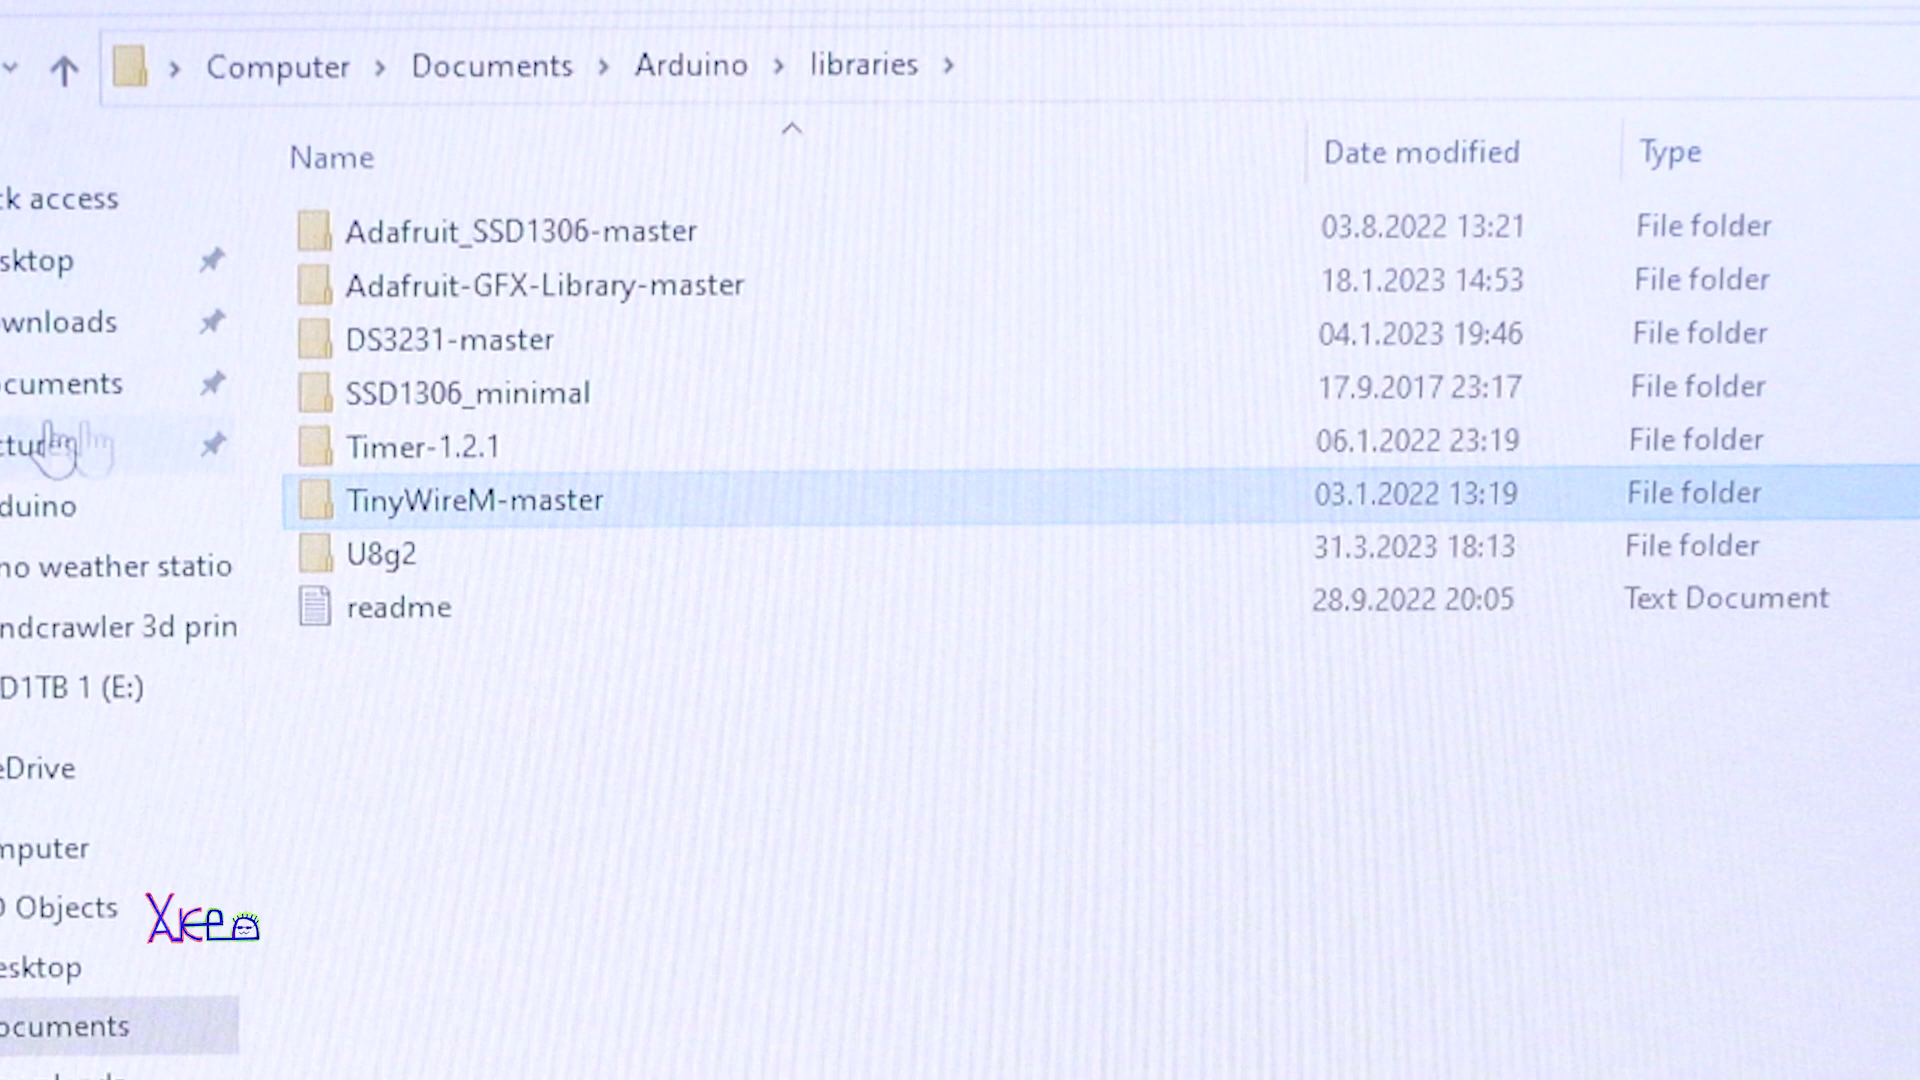 Computer > Documents > Arduino > libraries >
Name Date modified Type
ck access
sktop
wnloads
cuments
ctur
duino
no weather statio
ndcrawler 3d prin
D1TB 1 (E:)
eDrive
mputer
D Objects
esktop
ocuments
Adafruit_SSD1306-master 03.8.2022 13:21 File folder
Adafruit-GFX-Library-master 18.1.2023 14:53 File folder
DS3231-master 04.1.2023 19:46 File folder
SSD1306_minimal 17.9.2017 23:17 File folder
Timer-1.2.1 06.1.2022 23:19 File folder
TinyWireM-master 03.1.2022 13:19 File folder
U8g2 31.3.2023 18:13 File folder
readme 28.9.2022 20:05 Text Document